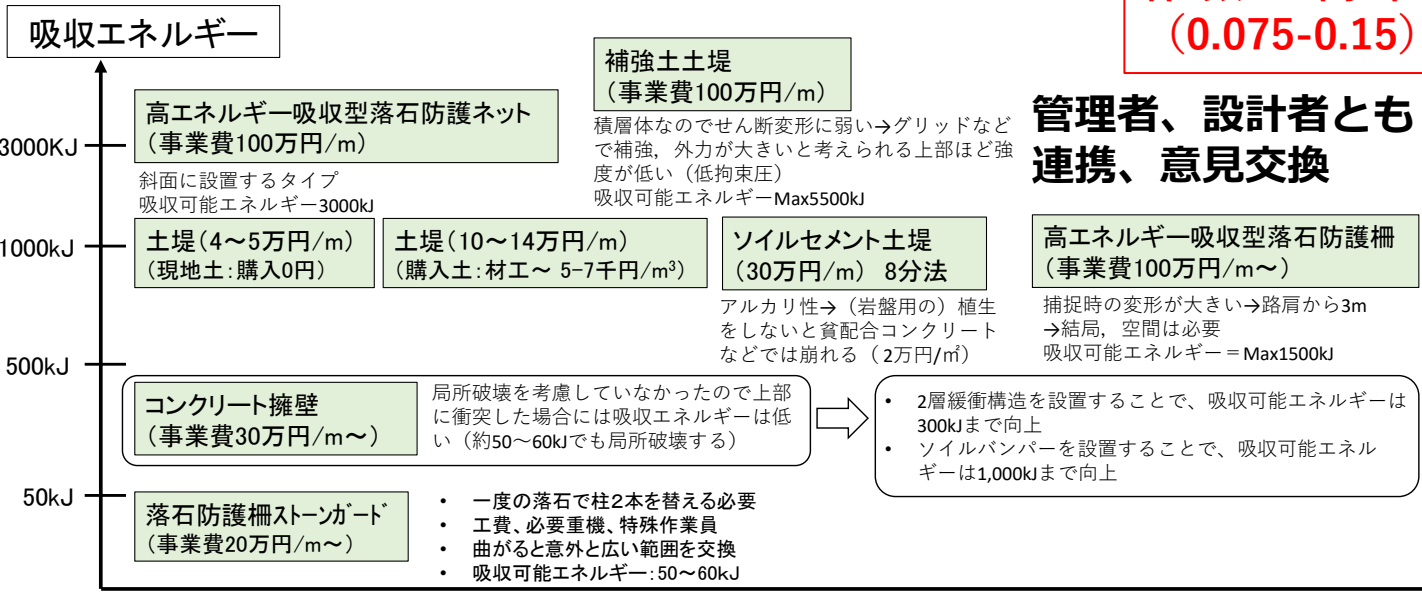 (0.075-0.15)
吸収エネルギー
3000KJ
1000kJ
500kJ
50kJ
高エネルギー吸収型落石防護ネット
(事業費100万円/m)
斜面に設置するタイプ
吸収可能エネルギー3000kJ
補強土土堤
(事業費100万円/m)
積層体なのでせん断変形に弱い→グリッドなど
で補強，外力が大きいと考えられる上部ほど強
度が低い（低拘束圧）
吸収可能エネルギーMax5500kJ
管理者、設計者とも
連携、意見交換
土堤(4～5万円/m)
(現地土：購入0円)
土堤(10～14万円/m)
(購入土：材工～ 5-7千円/m³)
ソイルセメント土堤
(30万円/m) 8分法
アルカリ性→（岩盤用の）植生
をしないと貧配合コンクリート
などでは崩れる（2万円/㎡）
高エネルギー吸収型落石防護柵
(事業費100万円/m～)
捕捉時の変形が大きい→路肩から3m
→結局，空間は必要
吸収可能エネルギー＝Max1500kJ
コンクリート擁壁
(事業費30万円/m～)
局所破壊を考慮していなかったので上部
に衝突した場合には吸収エネルギーは低
い（約50～60kJでも局所破壊する）
• 2層緩衝構造を設置することで、吸収可能エネルギーは
300kJまで向上
• ソイルバンパーを設置することで、吸収可能エネル
ギーは1,000kJまで向上
落石防護柵ストーンガード
(事業費20万円/m～)
• 一度の落石で柱２本を替える必要
• 工費、必要重機、特殊作業員
• 曲がると意外と広い範囲を交換
• 吸収可能エネルギー：50～60kJ